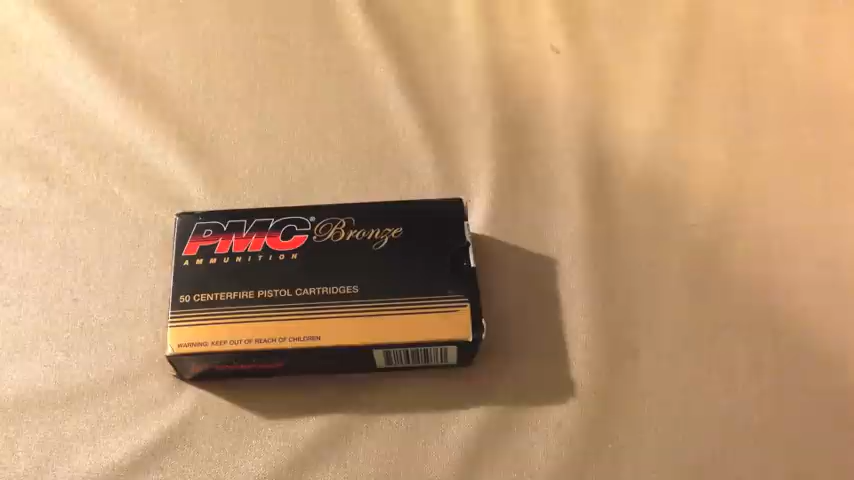 PMC® Bronze
AMMUNITION
50 CENTERFIRE PISTOL CARTRIDGES
WARNING: KEEP OUT OF REACH OF CHILDREN